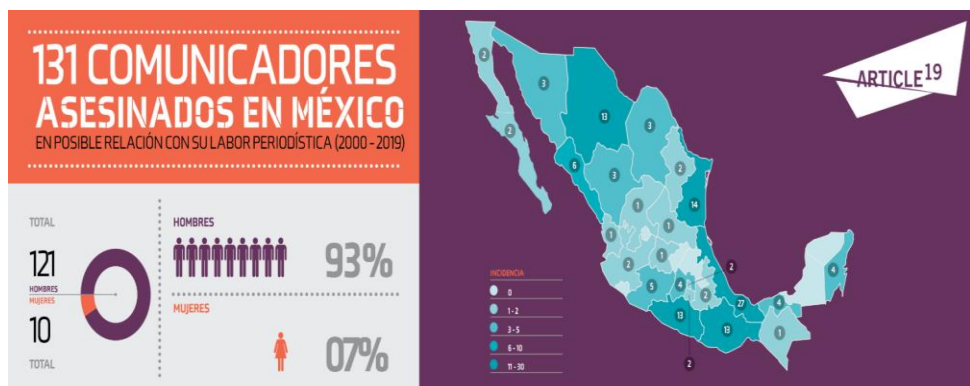 131 COMUNICADORES
ASESINADOS EN MÉXICO
EN POSIBLE RELACIÓN CON SU LABOR PERIODÍSTICA (2000 - 2019)
TOTAL
121
HOMBRES
MUJERES
10
TOTAL
HOMBRES
93%
MUJERES
07%
ARTICLE19
2
3
13
2
3
6
3
2
1
14
1
1
1
2
5
4
2
2
27
4
4
13
13
1
2
INCIDENCIA
0
1 - 2
3 - 5
6 - 10
11 - 30